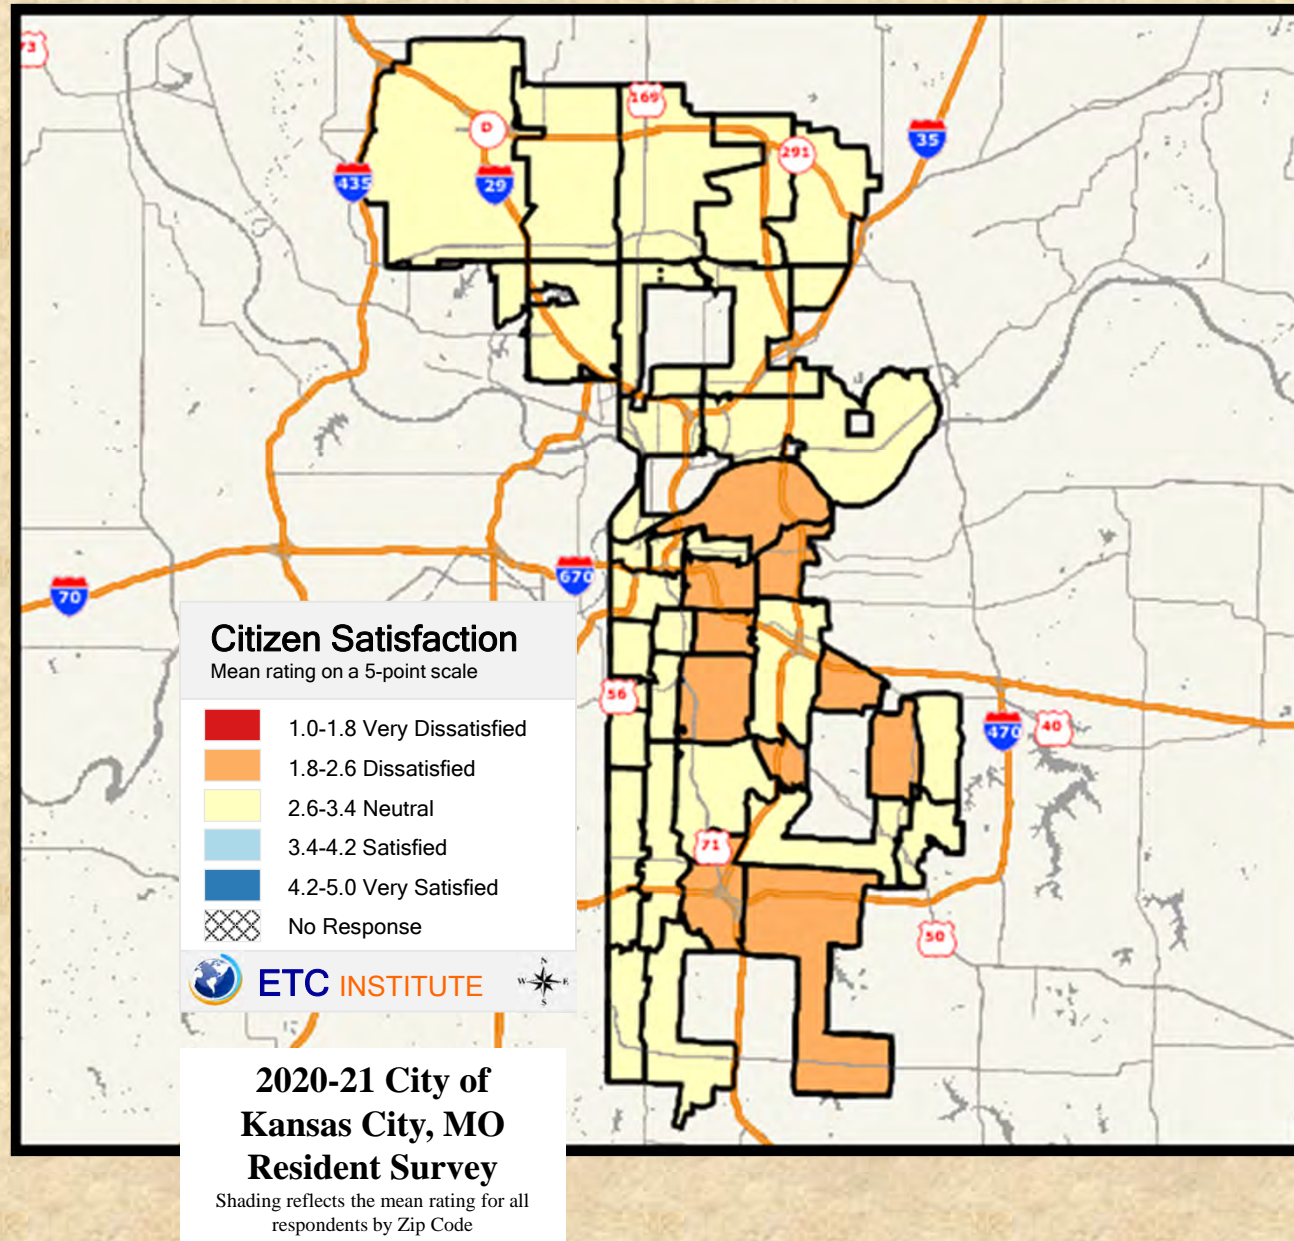 73
169
D
291
35
435
29
670
70
Citizen Satisfaction
Mean rating on a 5-point scale
1.0-1.8 Very Dissatisfied
1.8-2.6 Dissatisfied
2.6-3.4 Neutral
3.4-4.2 Satisfied
4.2-5.0 Very Satisfied
No Response
ETC INSTITUTE
N
W E
S
56
40
470
71
50
2020-21 City of
Kansas City, MO
Resident Survey
Shading reflects the mean rating for all
respondents by Zip Code